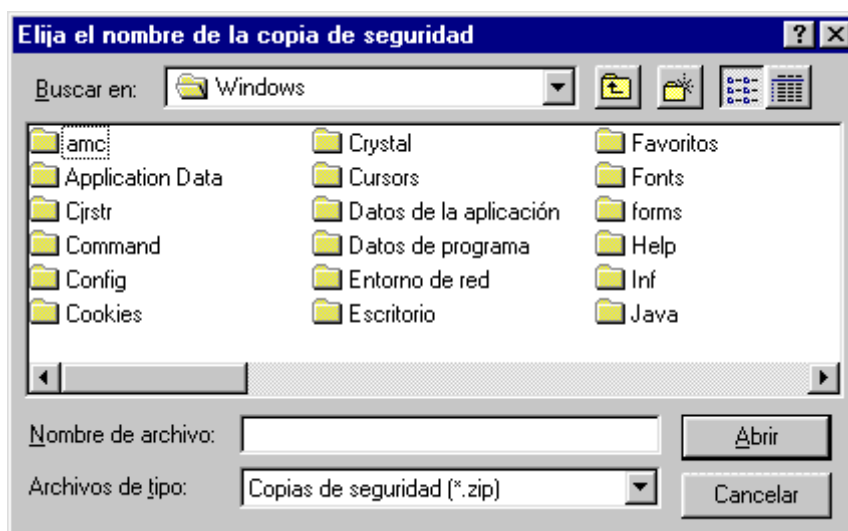 Elija el nombre de la copia de seguridad
Buscar en: Windows
amc Crystal Favoritos
Application Data Cursors Fonts
Cjrstr Datos de la aplicación forms
Command Datos de programa Help
Config Entorno de red Inf
Cookies Escritorio Java
Nombre de archivo: Abrir
Archivos de tipo: Copias de seguridad (*.zip) Cancelar